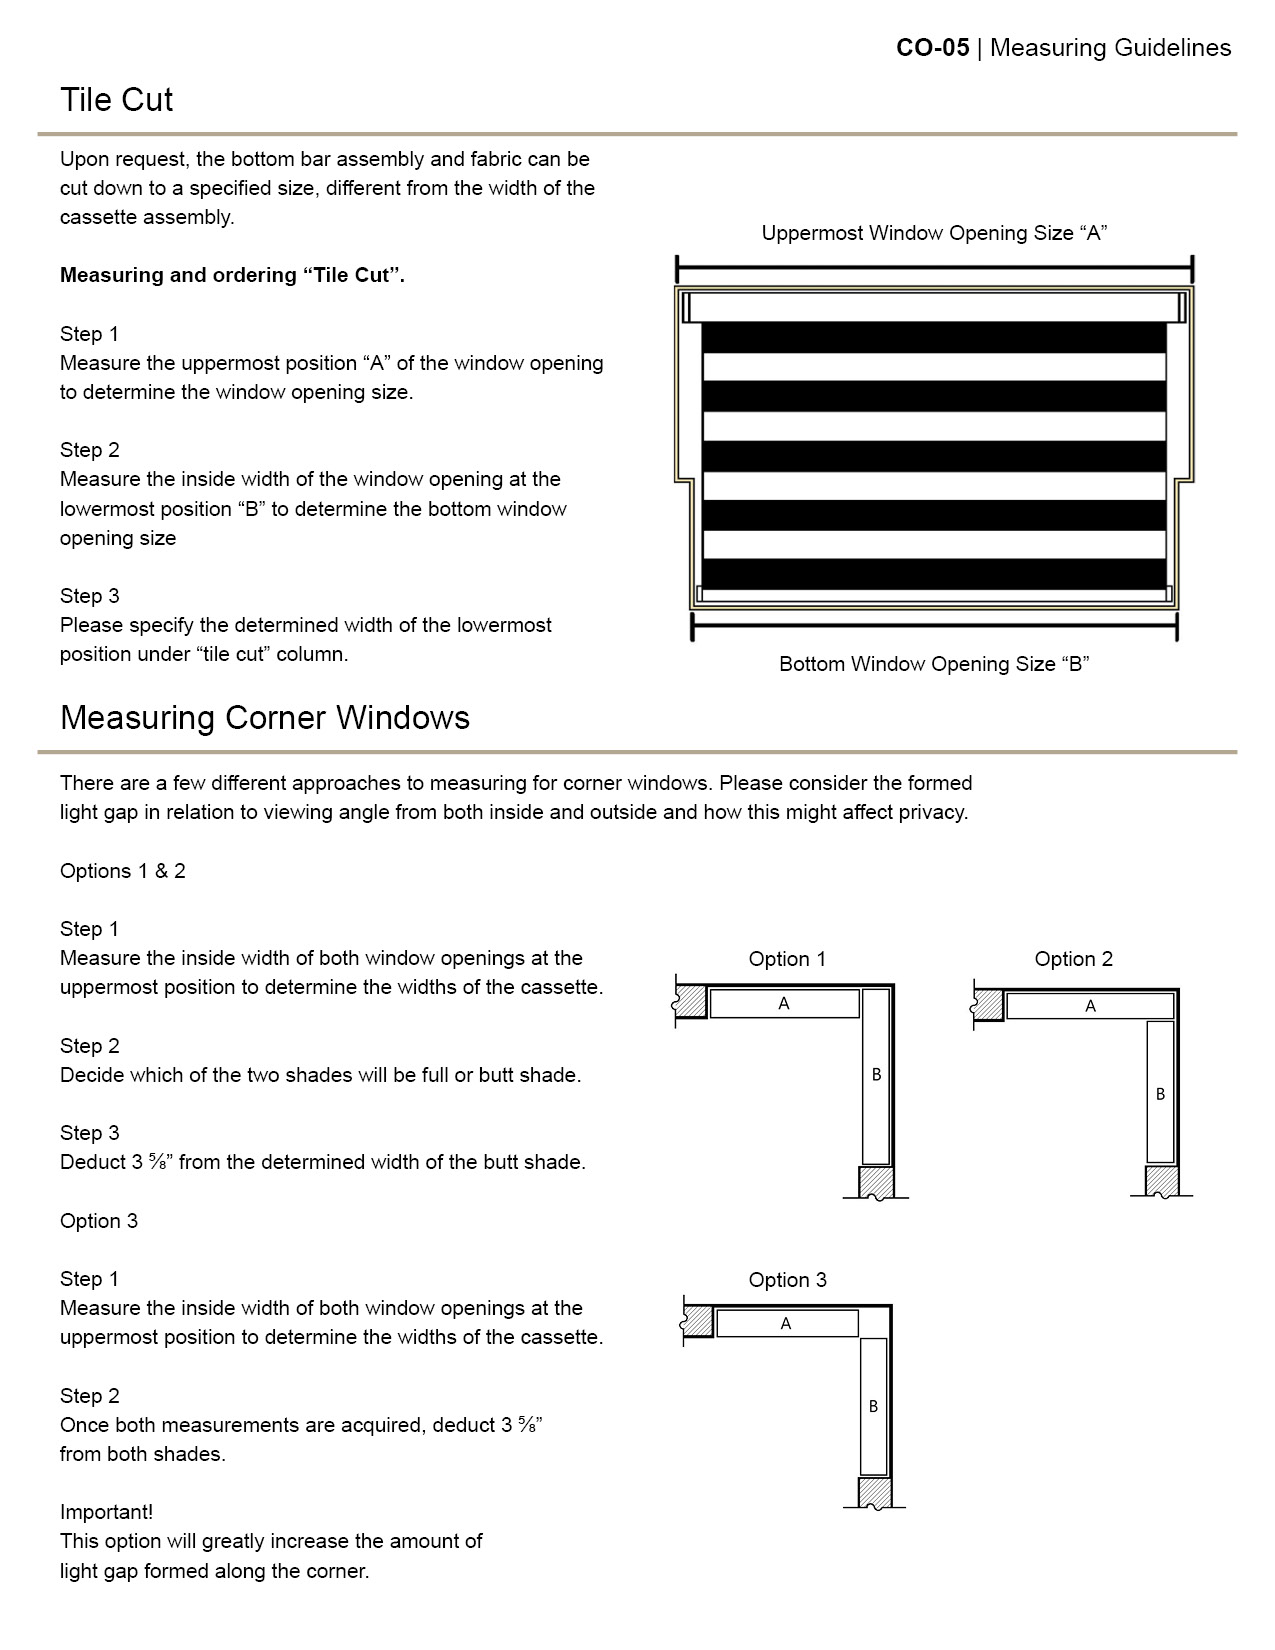 CO-05 | Measuring Guidelines
Tile Cut
Upon request, the bottom bar assembly and fabric can be
cut down to a specified size, different from the width of the
cassette assembly.
Measuring and ordering “Tile Cut”.
Step 1
Measure the uppermost position “A” of the window opening
to determine the window opening size.
Step 2
Measure the inside width of the window opening at the
lowermost position “B” to determine the bottom window
opening size
Step 3
Please specify the determined width of the lowermost
position under “tile cut” column.
Uppermost Window Opening Size “A”
Bottom Window Opening Size “B”
Measuring Corner Windows
There are a few different approaches to measuring for corner windows. Please consider the formed
light gap in relation to viewing angle from both inside and outside and how this might affect privacy.
Options 1 & 2
Step 1
Measure the inside width of both window openings at the
uppermost position to determine the widths of the cassette.
Step 2
Decide which of the two shades will be full or butt shade.
Step 3
Deduct 3 ⅝” from the determined width of the butt shade.
Option 3
Step 1
Measure the inside width of both window openings at the
uppermost position to determine the widths of the cassette.
Step 2
Once both measurements are acquired, deduct 3 ⅝”
from both shades.
Important!
This option will greatly increase the amount of
light gap formed along the corner.
Option 1
A
B
Option 2
A
B
Option 3
A
B